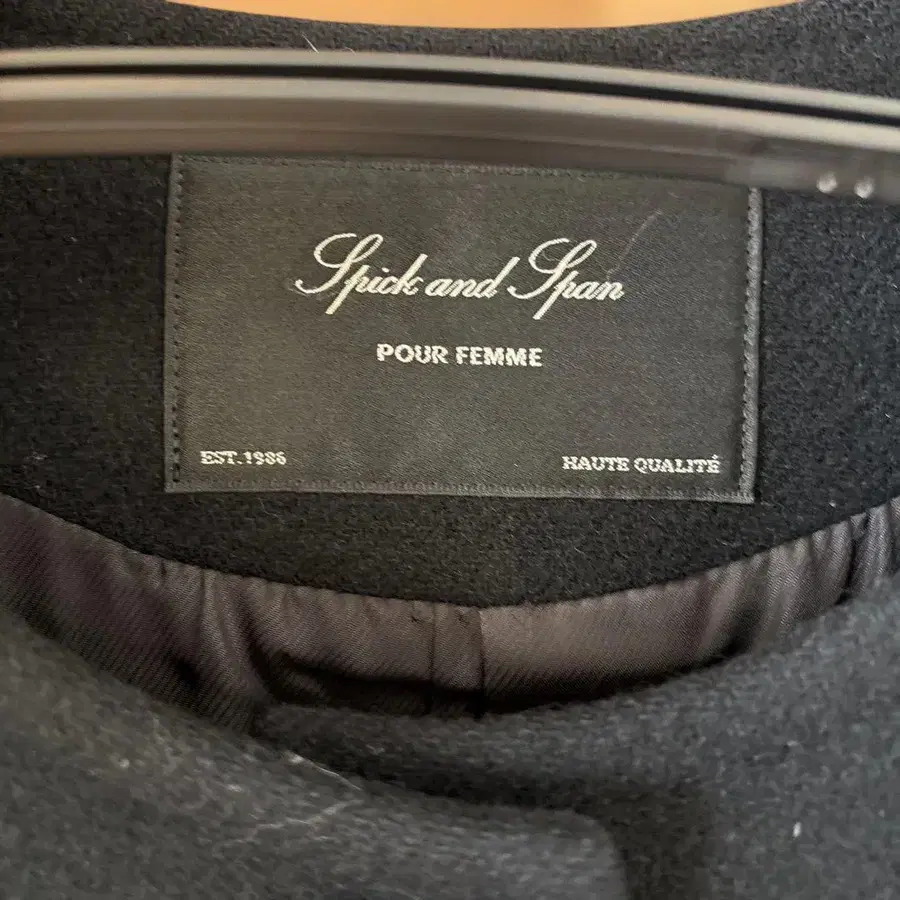 Spick and Span
POUR FEMME
EST.1986
HAUTE QUALITÉ